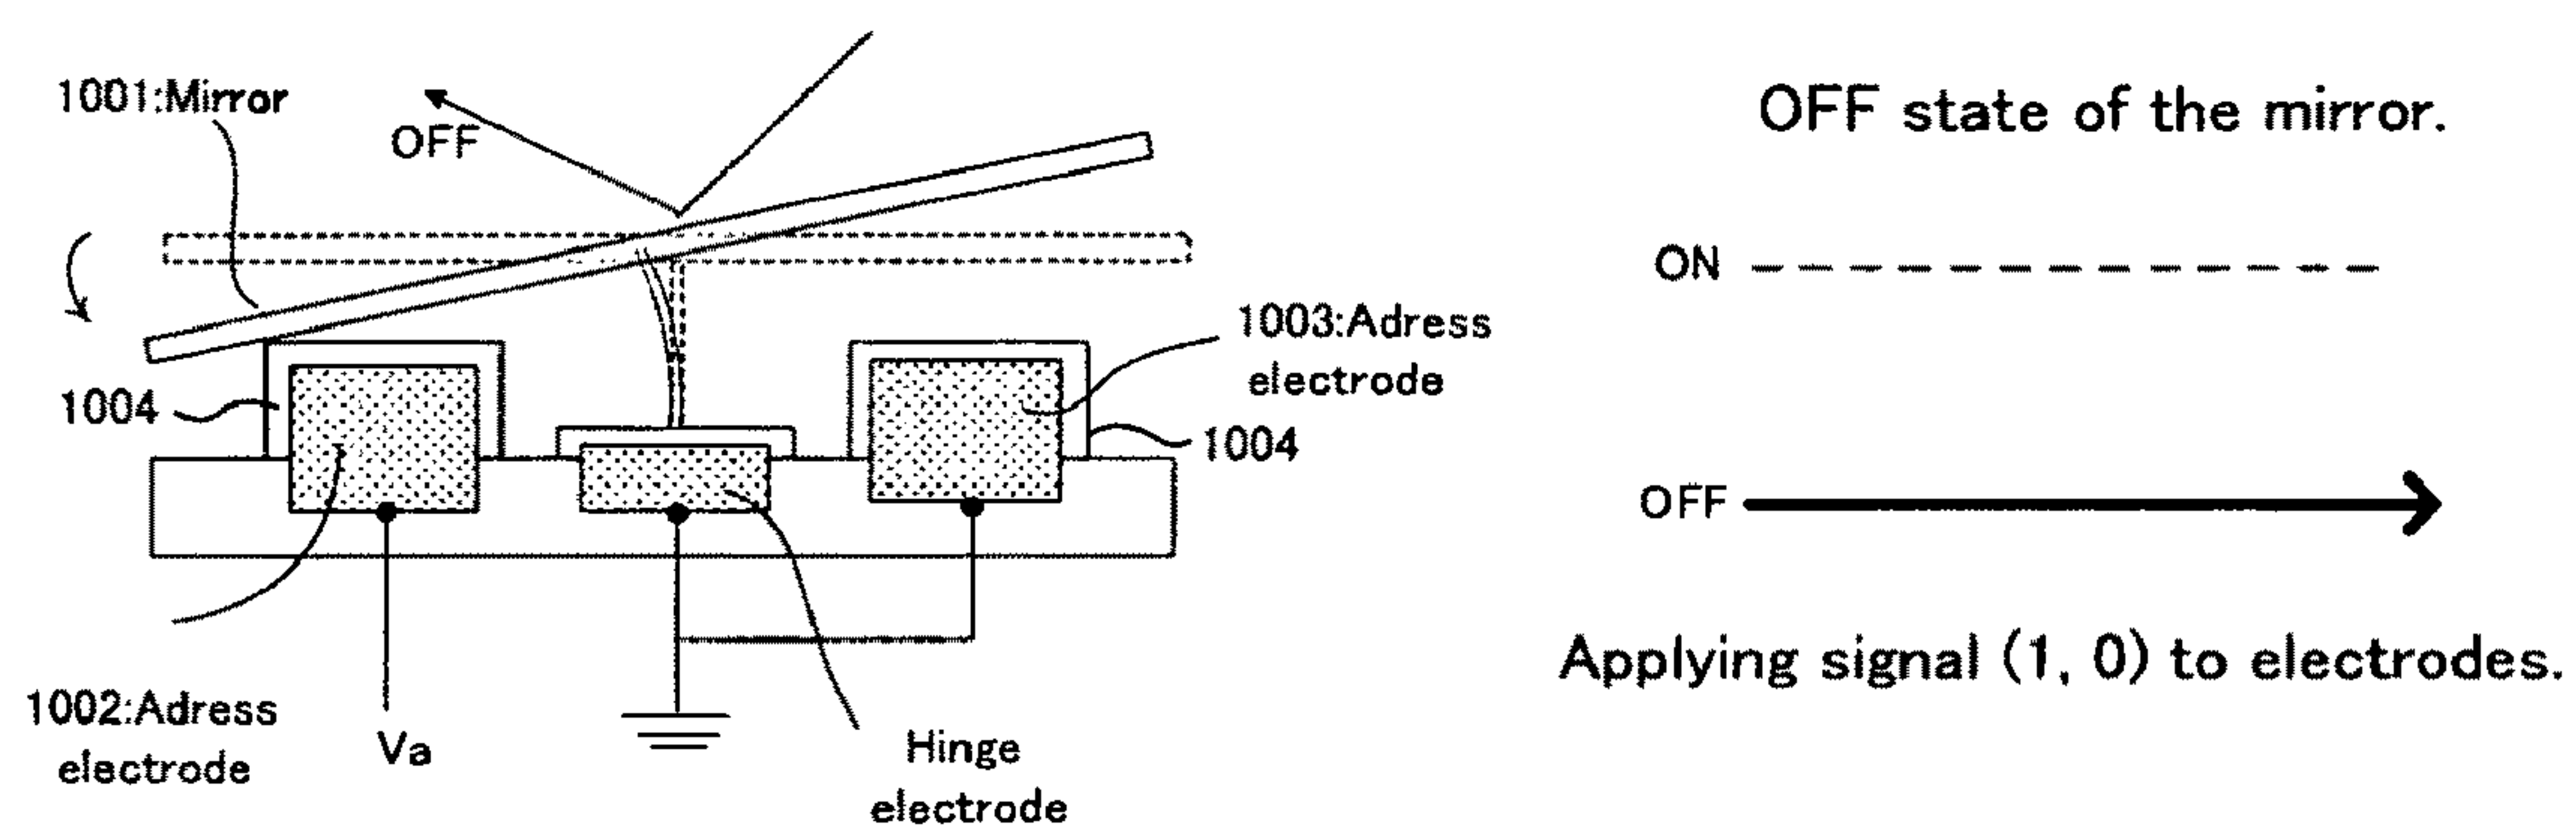 1001:Mirror
OFF
1003:Adress
electrode
1004
1004
1002:Adress
electrode
Va
Hinge
electrode
OFF state of the mirror.
ON
OFF
Applying signal (1, 0) to electrodes.